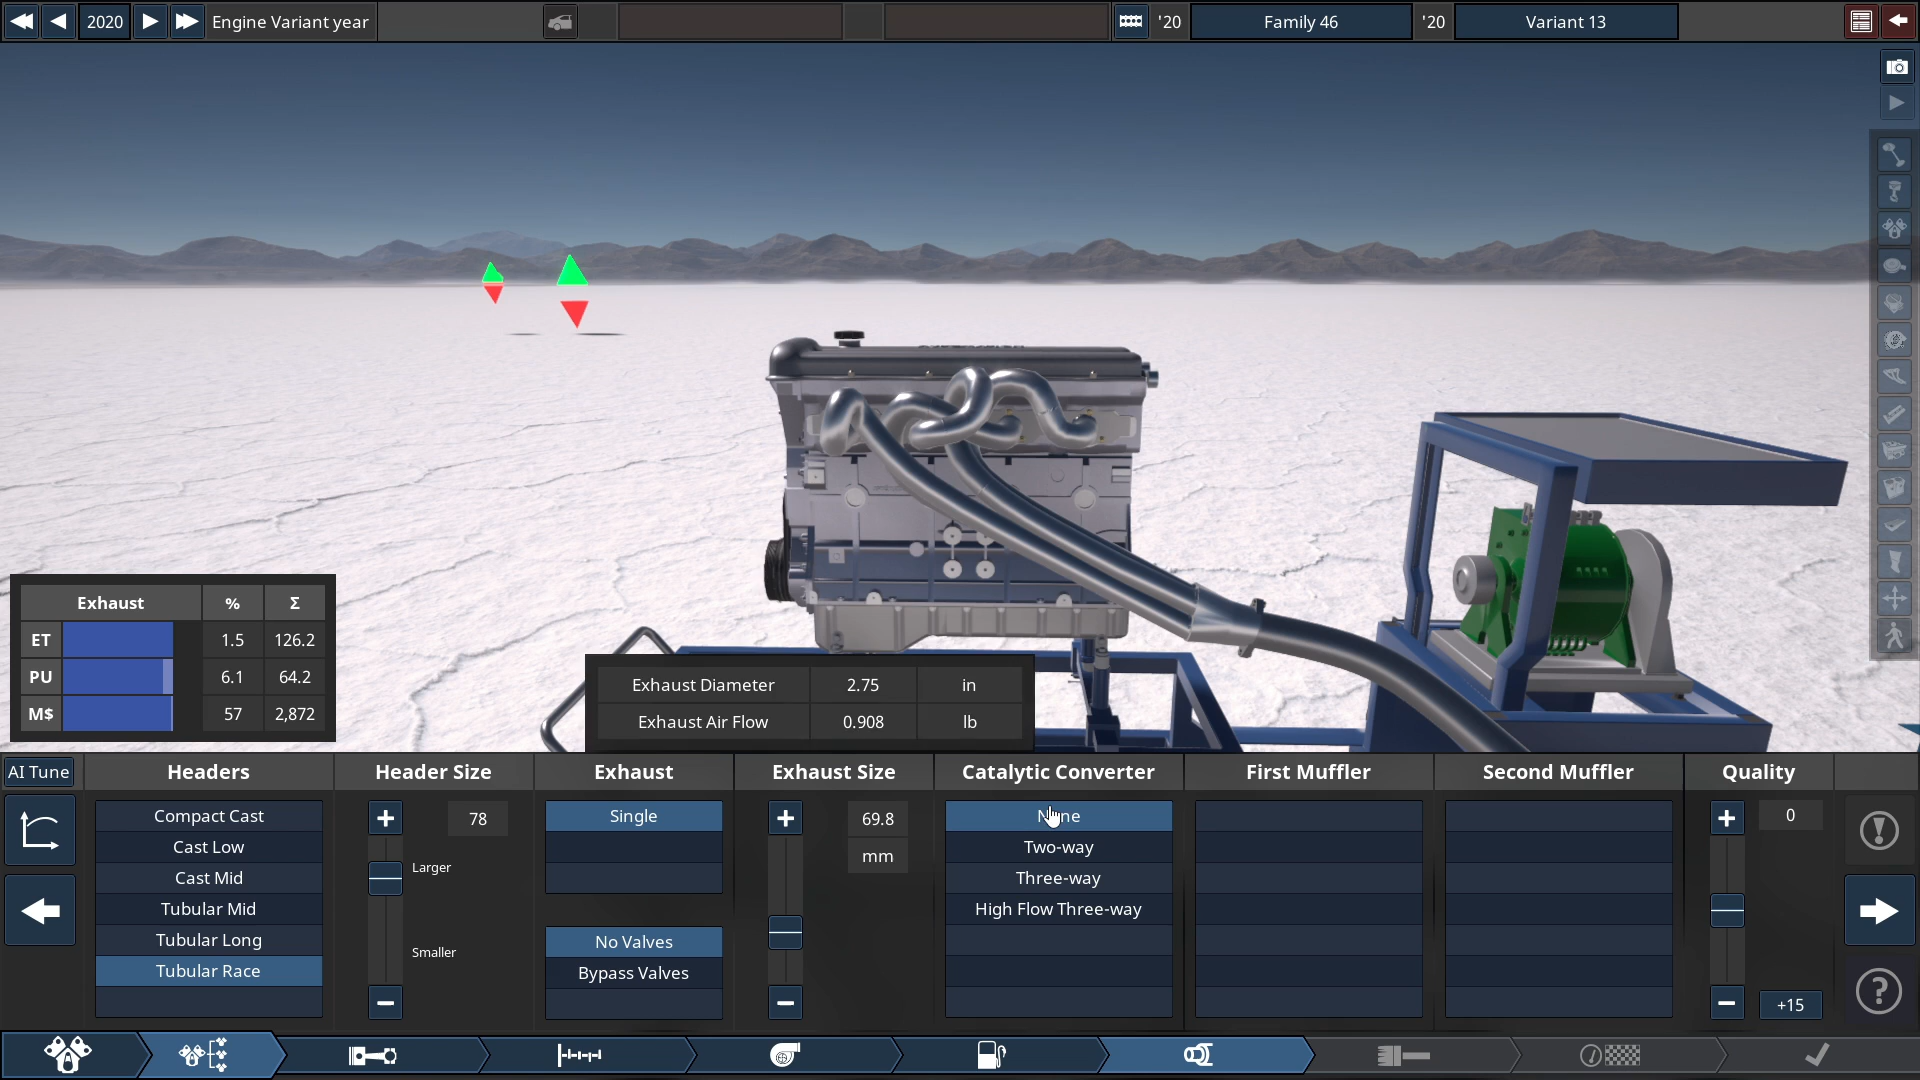 2020 Engine Variant year '20 Family 46 '20 Variant 13
Exhaust % Σ
ET 1.5 126.2
PU 6.1 64.2
M$ 57 2,872
Exhaust Diameter 2.75 in
Exhaust Air Flow 0.908 lb
AI Tune
Headers
Compact Cast
Cast Low
Cast Mid
Tubular Mid
Tubular Long
Tubular Race
Header Size
78
Larger
Smaller
Exhaust
Single
No Valves
Bypass Valves
Exhaust Size
69.8
mm
Catalytic Converter
None
Two-way
Three-way
High Flow Three-way
First Muffler
Second Muffler
Quality
0
+15